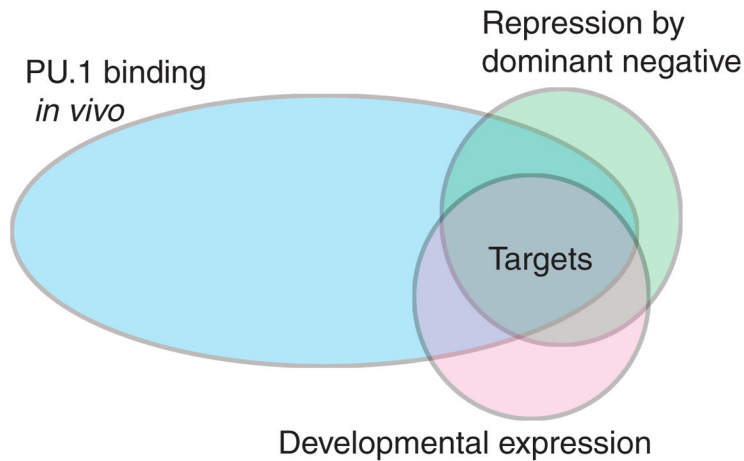 Repression by
dominant negative
PU.1 binding
in vivo
Targets
Developmental expression